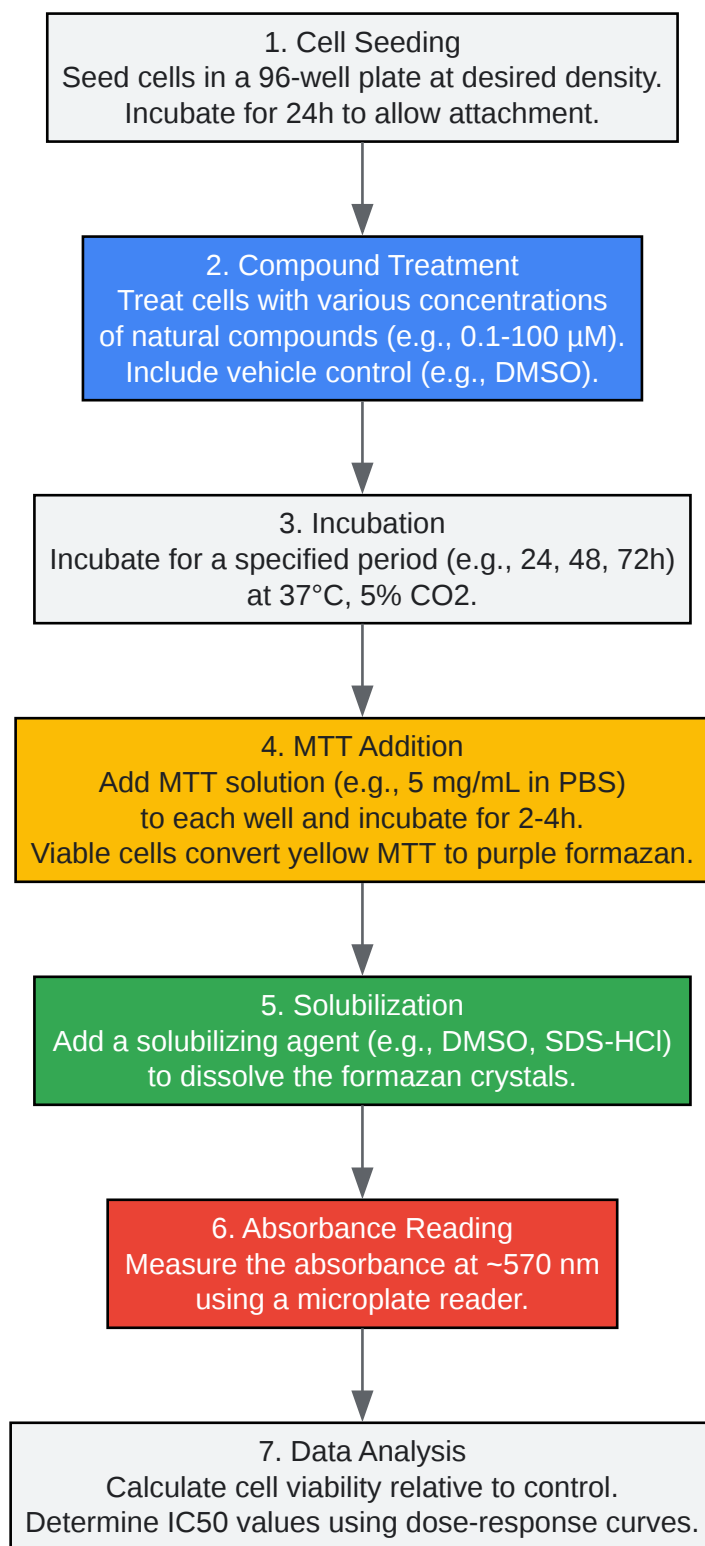 1. Cell Seeding
Seed cells in a 96-well plate at desired density.
Incubate for 24h to allow attachment.
2. Compound Treatment
Treat cells with various concentrations
of natural compounds (e.g., 0.1-100 µM).
Include vehicle control (e.g., DMSO).
3. Incubation
Incubate for a specified period (e.g., 24, 48, 72h)
at 37°C, 5% CO2.
4. MTT Addition
Add MTT solution (e.g., 5 mg/mL in PBS)
to each well and incubate for 2-4h.
Viable cells convert yellow MTT to purple formazan.
5. Solubilization
Add a solubilizing agent (e.g., DMSO, SDS-HCl)
to dissolve the formazan crystals.
6. Absorbance Reading
Measure the absorbance at ~570 nm
using a microplate reader.
7. Data Analysis
Calculate cell viability relative to control.
Determine IC50 values using dose-response curves.